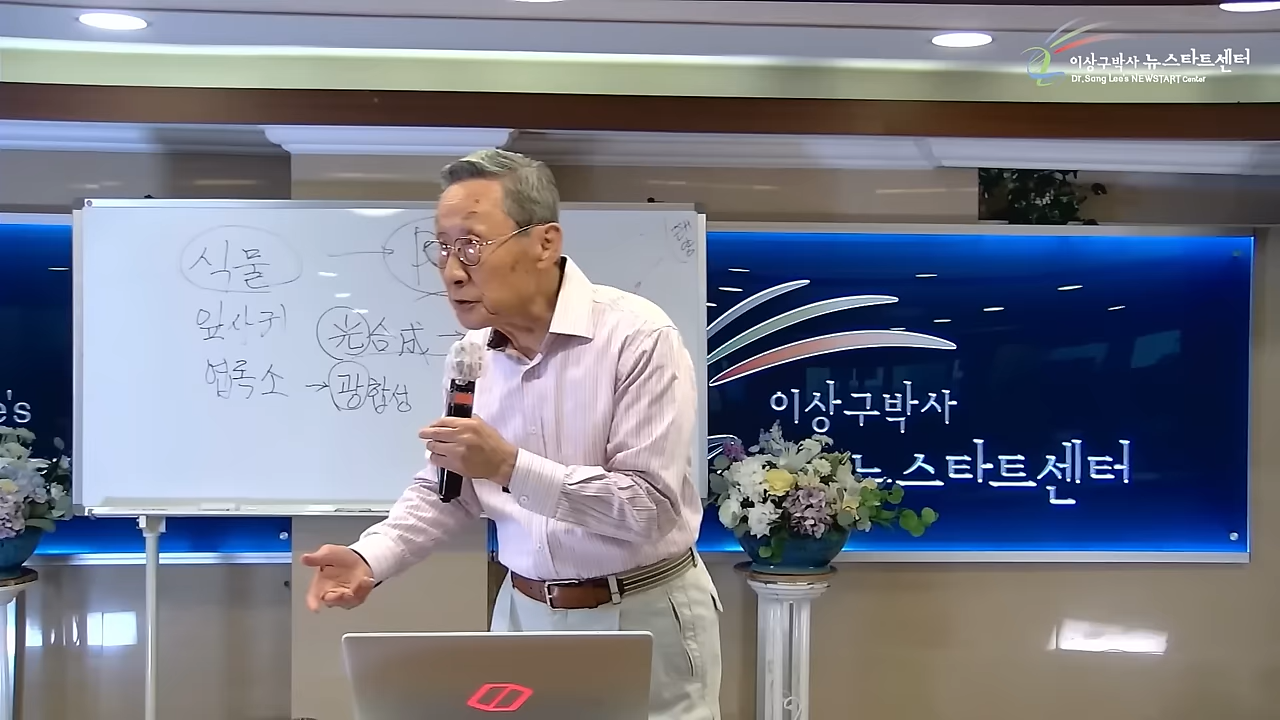 이상구박사 뉴스타트센터
Dr. Sang Lee's NEWSTART Center
식물 →
잎사귀 光合成
엽록소 → 광합성
e's
이상구박사
뉴스타트센터